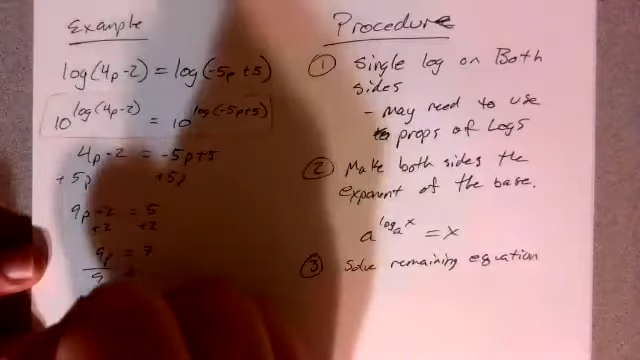 Example
log(4p-2) = log(-5p+5)
10^log(4p-2) = 10^log(-5p+5)
4p-2 = -5p+5
+5p +5p
9p-2 = 5
+2 +2
9p = 7
9
Procedure
① Single log on Both
sides
- may need to use
props of Logs
② Make both sides the
exponent of the base.
a^log_a x = x
③ Solve remaining equation